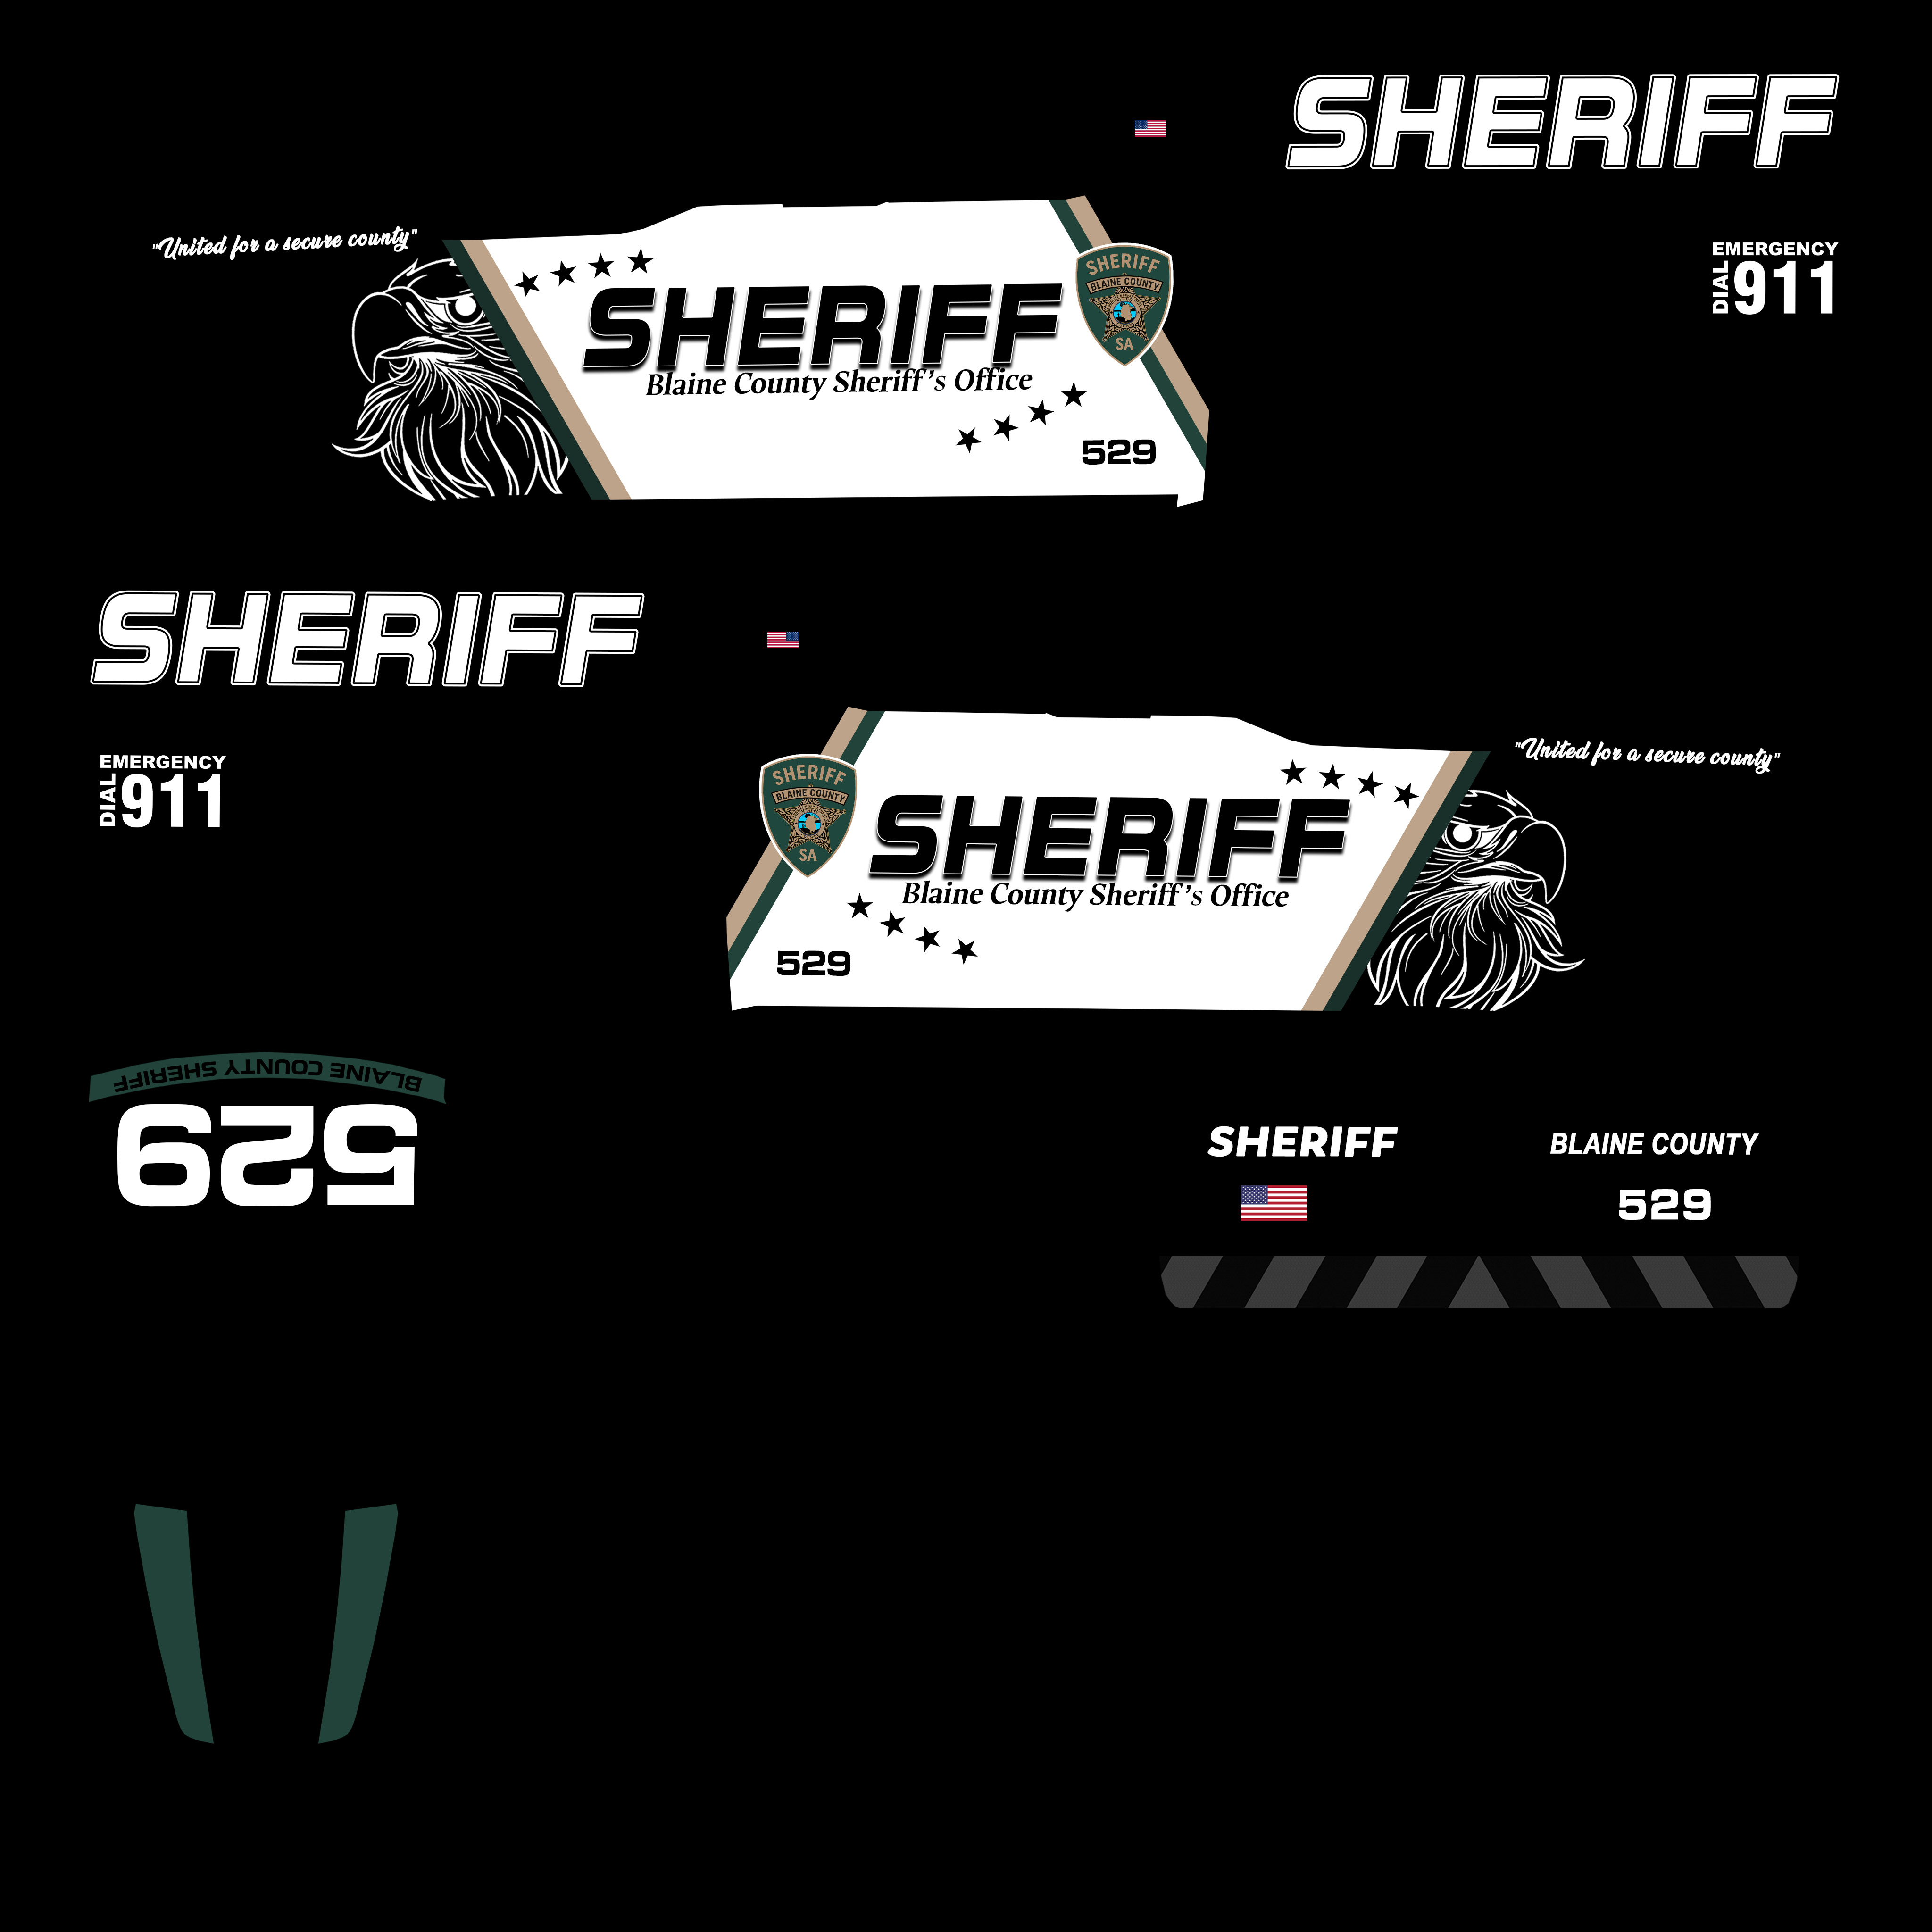 SHERIFF
"United for a secure county"
EMERGENCY
DIAL 911
SHERIFF
BLAINE COUNTY
SA
SHERIFF
Blaine County Sheriff's Office
529
SHERIFF
EMERGENCY
DIAL 911
"United for a secure county"
SHERIFF
BLAINE COUNTY
SA
SHERIFF
Blaine County Sheriff's Office
529
BLAINE COUNTY SHERIFF
529
SHERIFF
BLAINE COUNTY
529